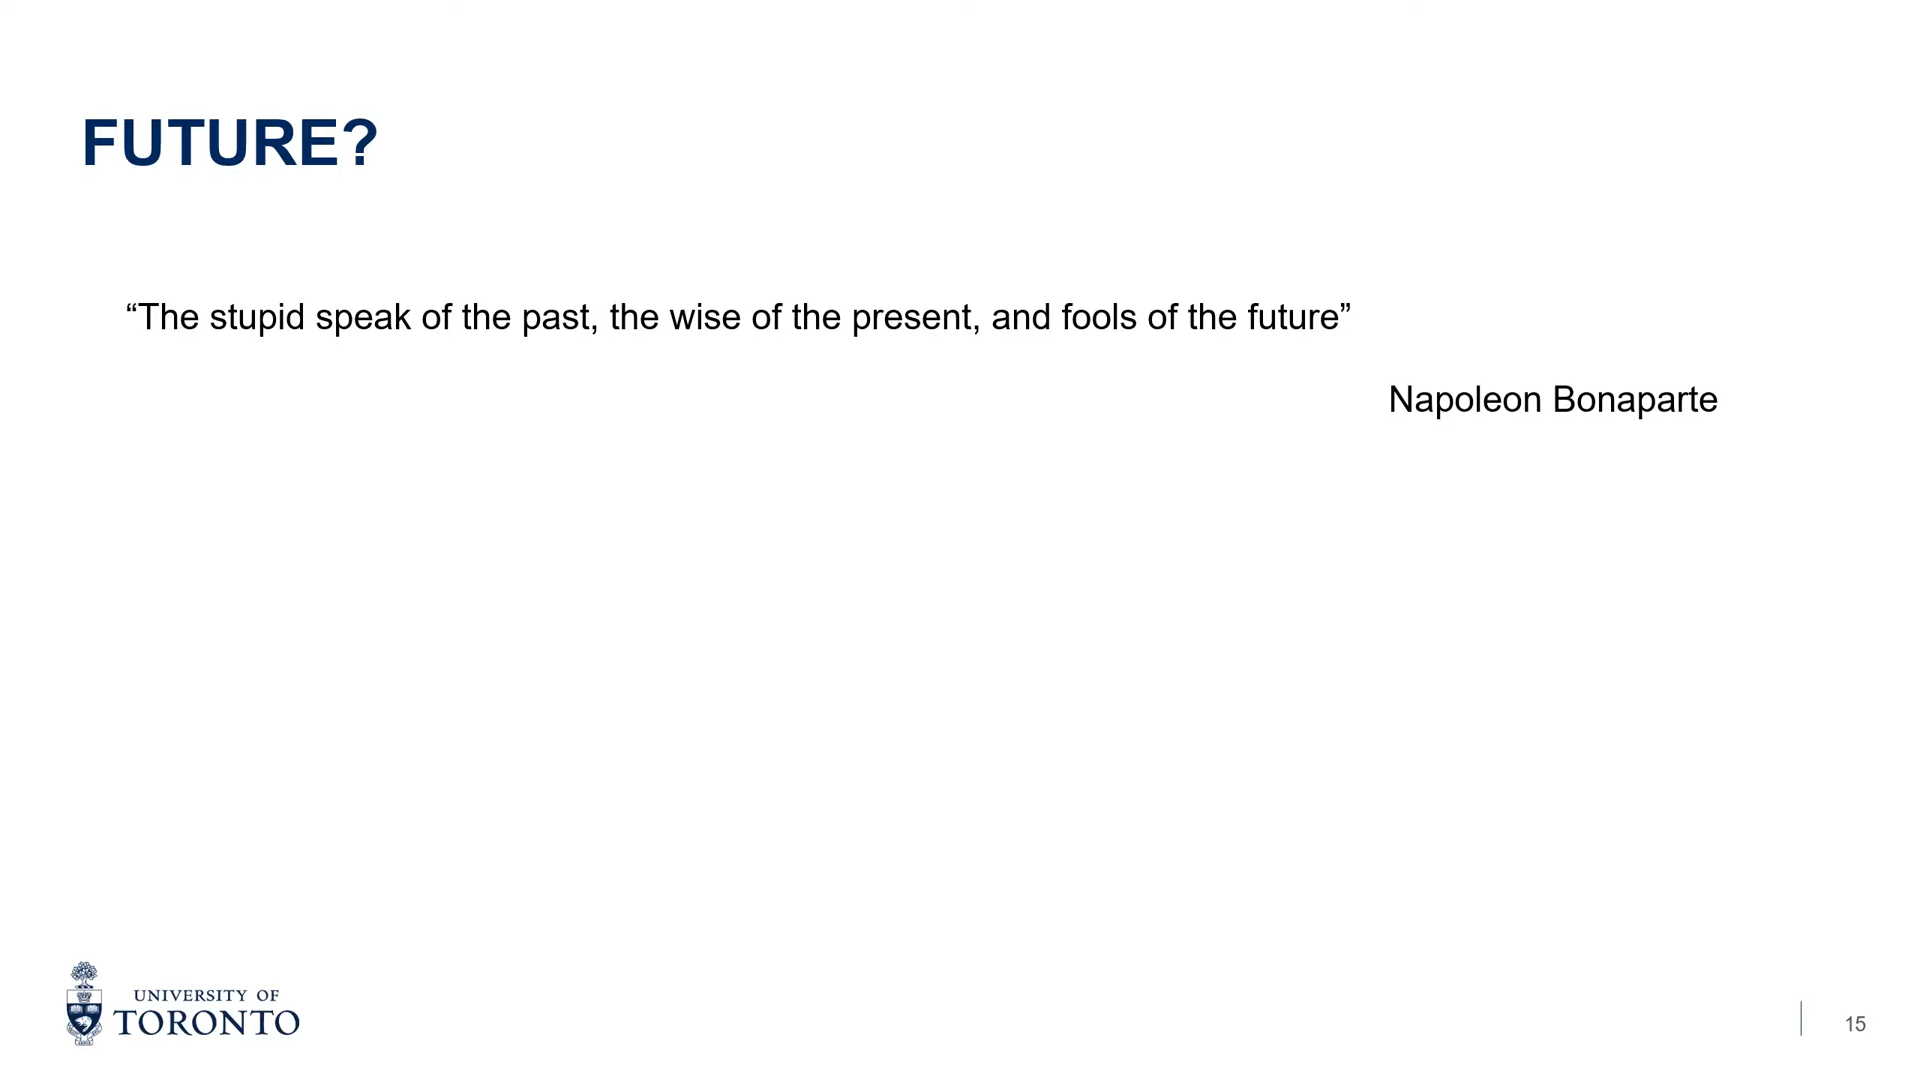 FUTURE?
“The stupid speak of the past, the wise of the present, and fools of the future”
Napoleon Bonaparte
UNIVERSITY OF
TORONTO
15